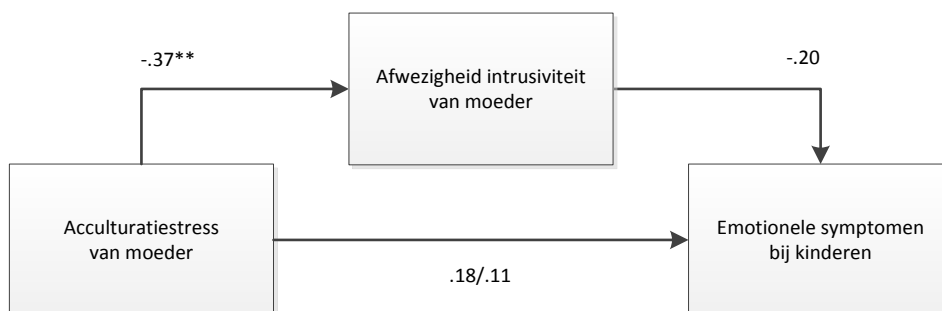 -.37**
Afwezigheid intrusiviteit
van moeder
-.20
Acculturatiestress
van moeder
Emotionele symptomen
bij kinderen
.18/.11